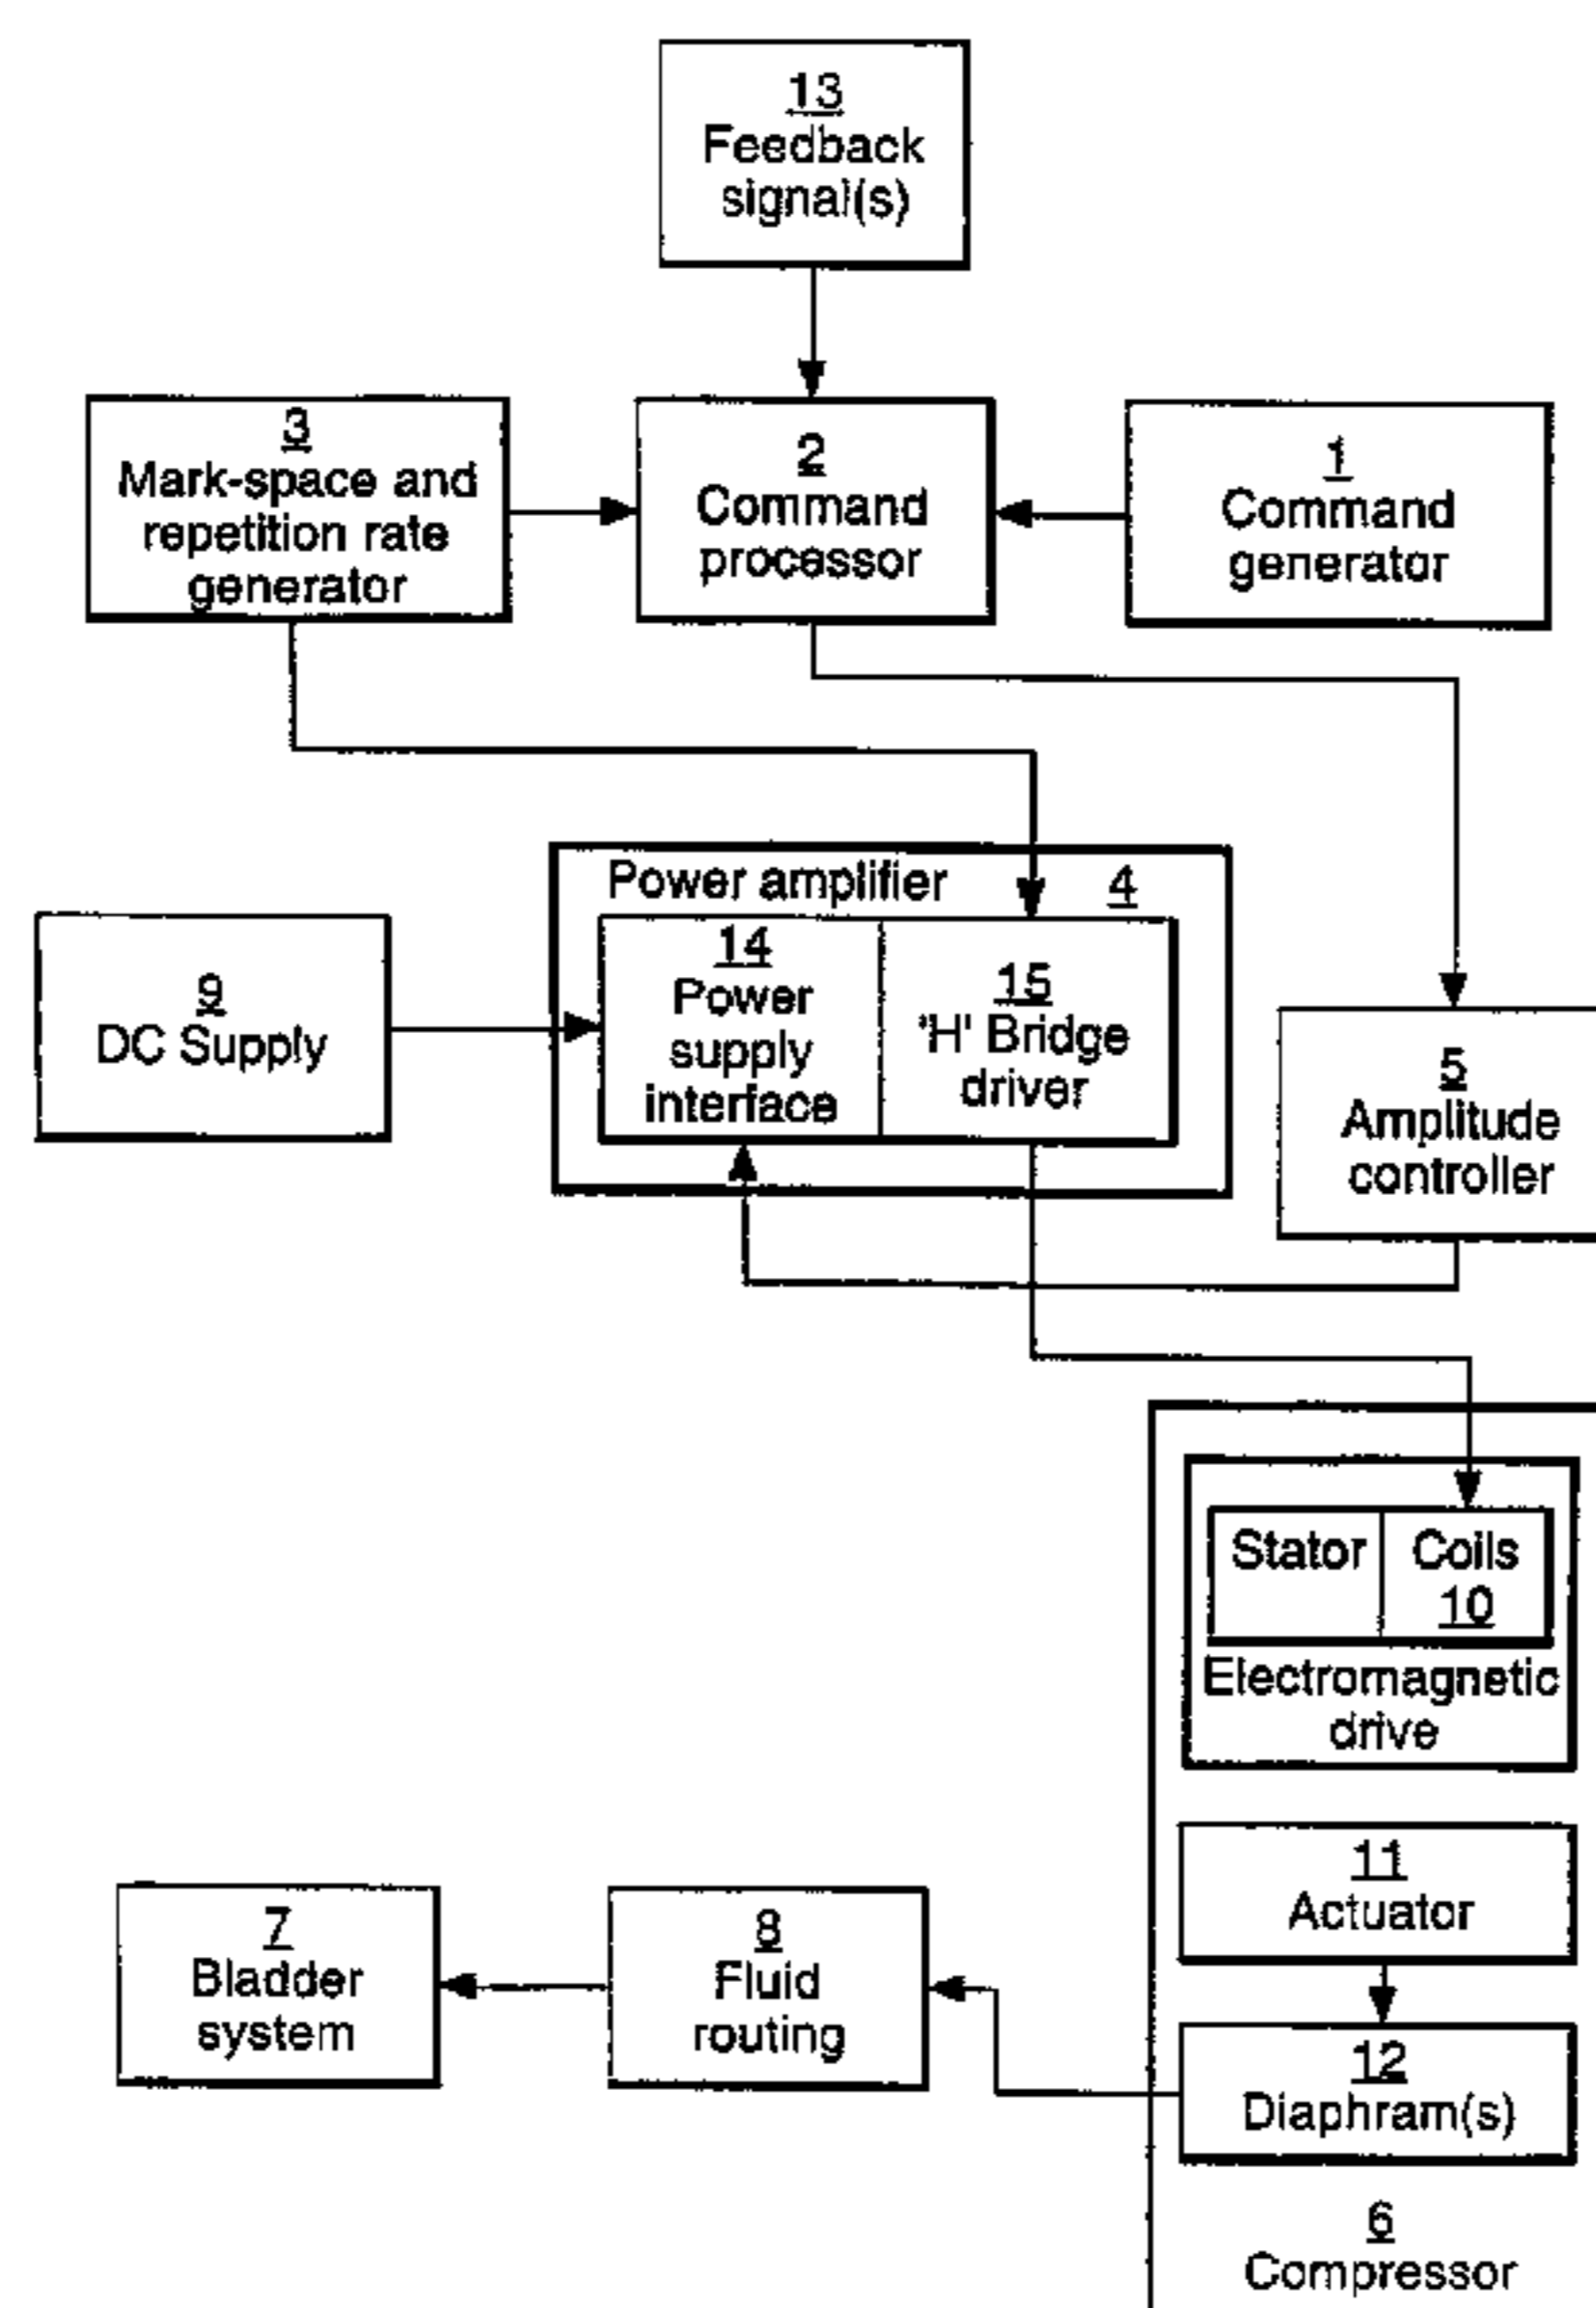 13
Feedback
signal(s)
3
Mark-space and
repetition rate
generator
2
Command
processor
1
Command
generator
Power amplifier
4
14
Power
supply
interface
15
'H' Bridge
driver
9
DC Supply
5
Amplitude
controller
Stator
Coils
10
Electromagnetic
drive
11
Actuator
7
Bladder
system
8
Fluid
routing
12
Diaphram(s)
6
Compressor